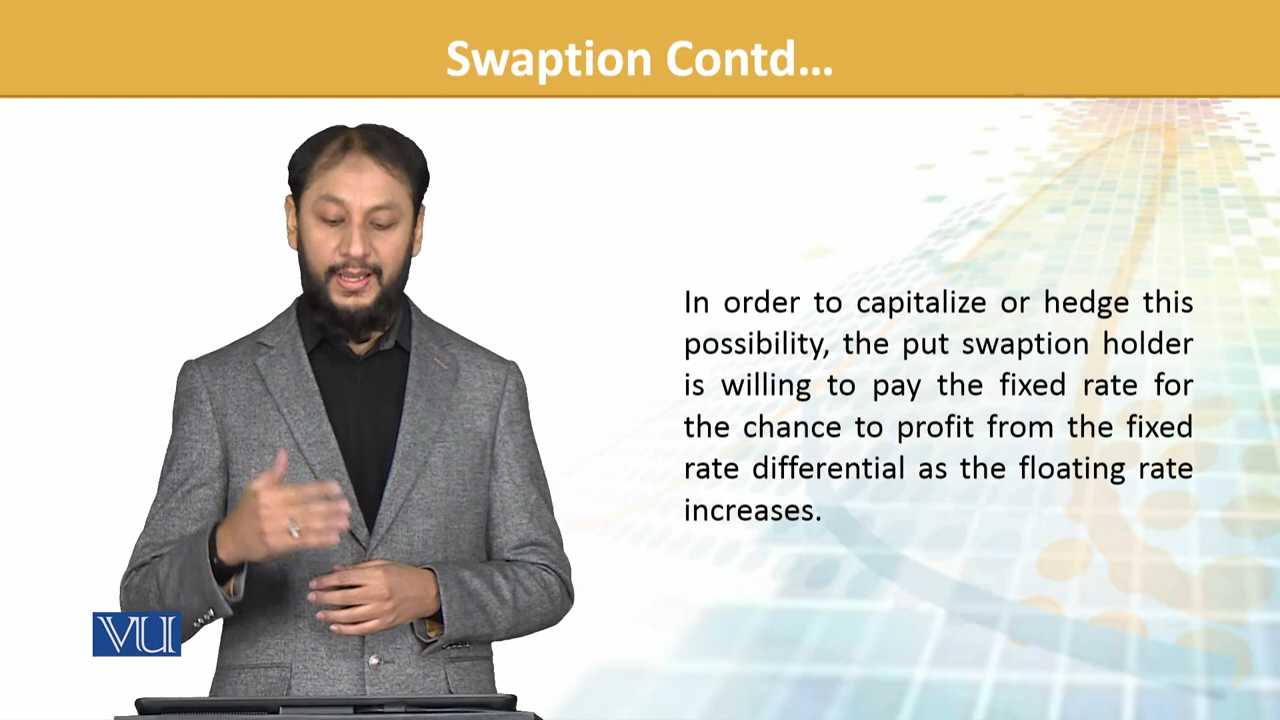 Swaption Contd...
In order to capitalize or hedge this
possibility, the put swaption holder
is willing to pay the fixed rate for
the chance to profit from the fixed
rate differential as the floating rate
increases.
VU